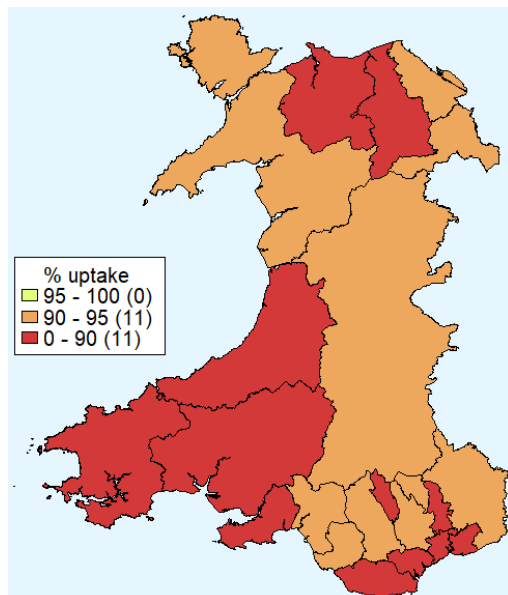 % uptake
95 - 100 (0)
90 - 95 (11)
0 - 90 (11)